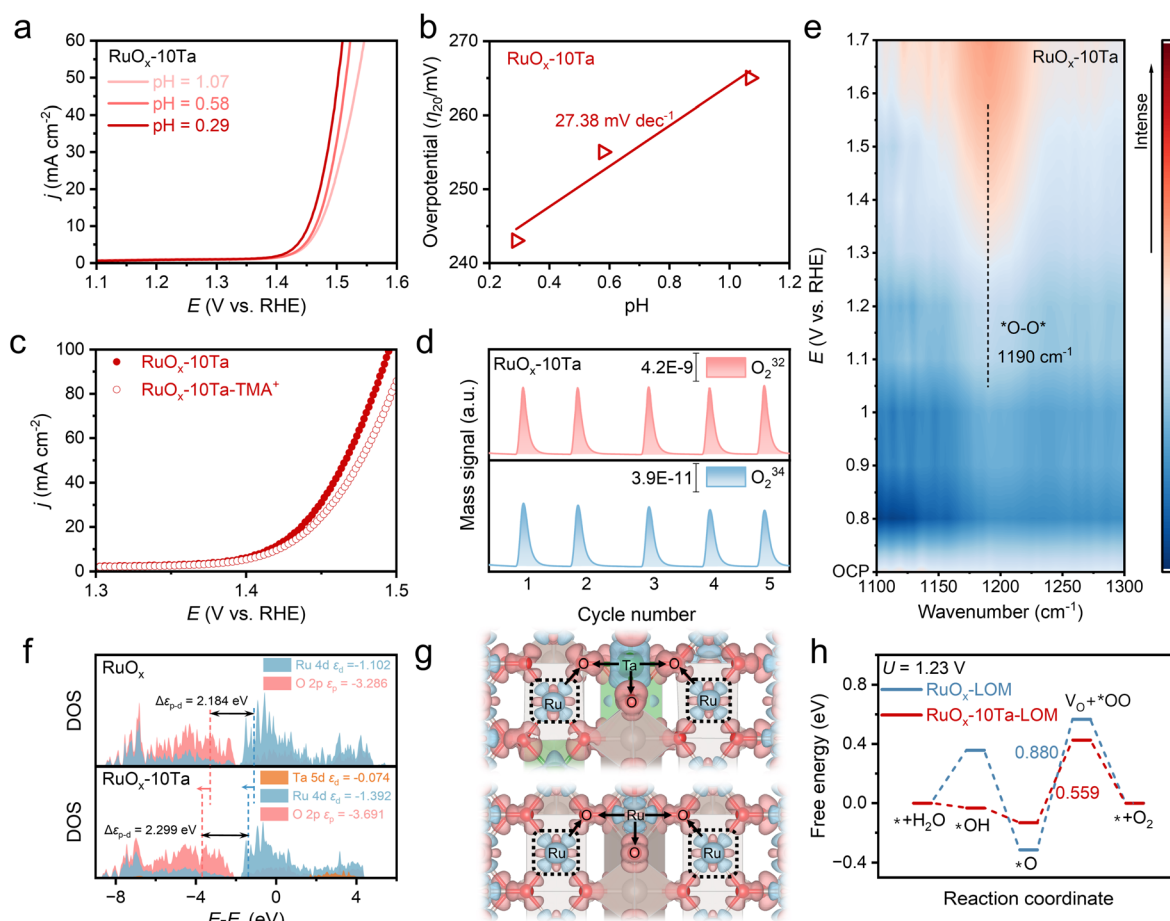 a
60
50
40
30
20
10
0
j (mA cm⁻²)
RuOₓ-10Ta
pH = 1.07
pH = 0.58
pH = 0.29
1.1 1.2 1.3 1.4 1.5 1.6
E (V vs. RHE)
b
270
260
250
240
Overpotential (η₂₀/mV)
RuOₓ-10Ta
27.38 mV dec⁻¹
0.2 0.4 0.6 0.8 1.0 1.2
pH
c
100
80
60
40
20
0
j (mA cm⁻²)
RuOₓ-10Ta
RuOₓ-10Ta-TMA⁺
1.3 1.4 1.5
E (V vs. RHE)
d
Mass signal (a.u.)
RuOₓ-10Ta
4.2E-9 O₂³²
3.9E-11 O₂³⁴
1 2 3 4 5
Cycle number
e
1.7
1.6
1.5
1.4
1.3
1.2
1.1
1
0.9
0.8
OCP
E (V vs. RHE)
RuOₓ-10Ta
Intense
*O-O*
1190 cm⁻¹
1100 1150 1200 1250 1300
Wavenumber (cm⁻¹)
f
DOS
RuOₓ
Ru 4d ε_d =-1.102
O 2p ε_p = -3.286
Δε_p-d = 2.184 eV
DOS
RuOₓ-10Ta
Ta 5d ε_d = -0.074
Ru 4d ε_d =-1.392
O 2p ε_p = -3.691
Δε_p-d = 2.299 eV
−8 −4 0 4
(eV)
g
O Ta O
Ru O Ru
O Ru O
Ru O Ru
h
U = 1.23 V
RuOₓ-LOM
RuOₓ-10Ta-LOM
0.8
0.4
0.0
−0.4
Free energy (eV)
V_O+*OO
0.880
0.559
*+H₂O
*OH
*O
*+O₂
Reaction coordinate